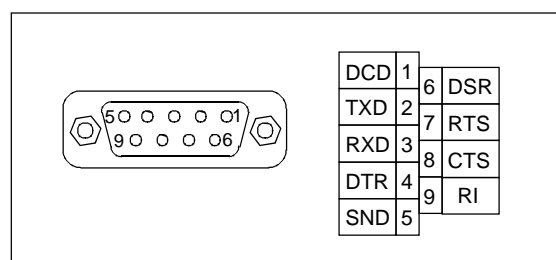 5 1
9 6
DCD 1
6 DSR
TXD 2
7 RTS
RXD 3
8 CTS
DTR 4
9 RI
SND 5